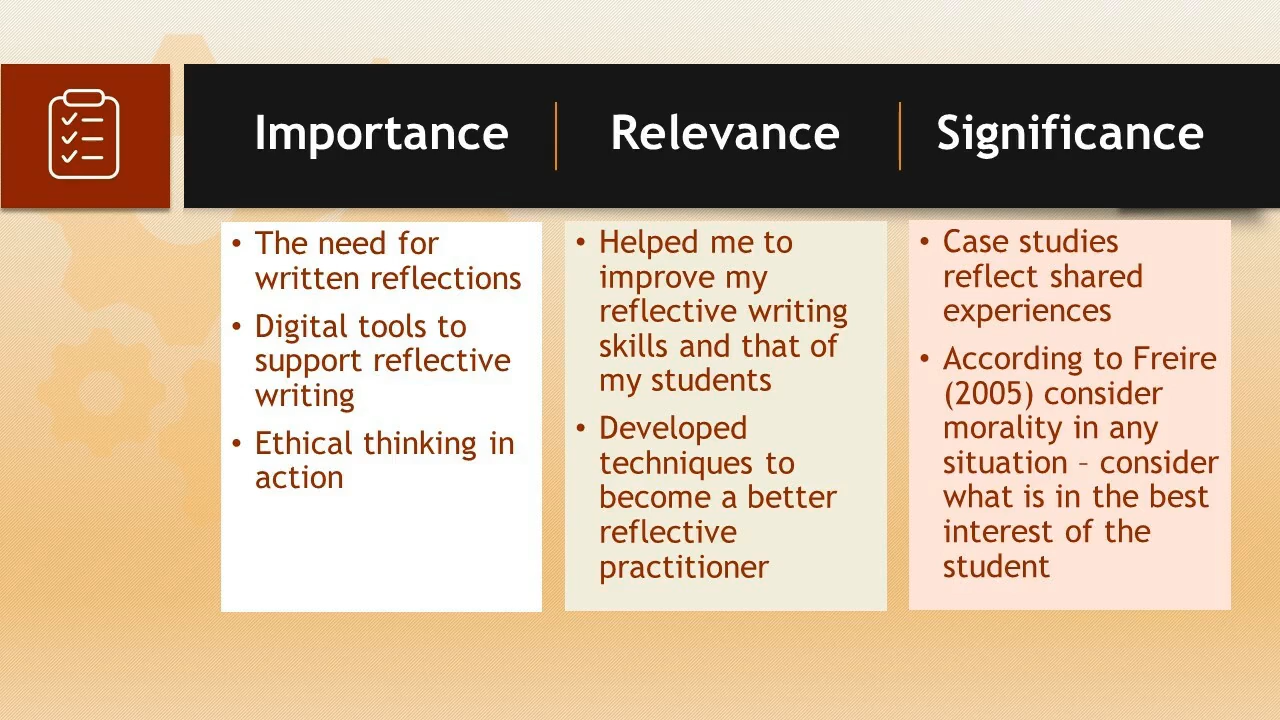 Importance
Relevance
Significance
• The need for
written reflections
• Digital tools to
support reflective
writing
• Ethical thinking in
action
• Helped me to
improve my
reflective writing
skills and that of
my students
• Developed
techniques to
become a better
reflective
practitioner
• Case studies
reflect shared
experiences
• According to Freire
(2005) consider
morality in any
situation – consider
what is in the best
interest of the
student